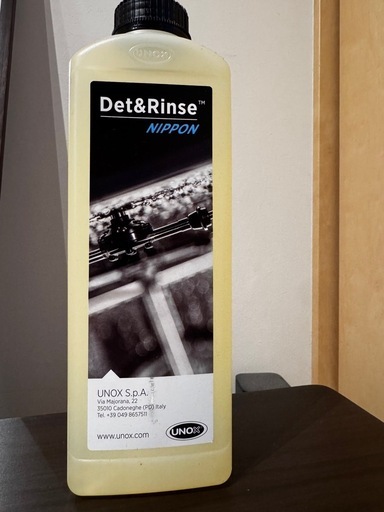 UNOX
Det&Rinse™
NIPPON
UNOX S.p.A.
Via Majorana, 22
35010 Cadoneghe (PD) Italy
Tel. +39 049 8657511
www.unox.com
UNOX